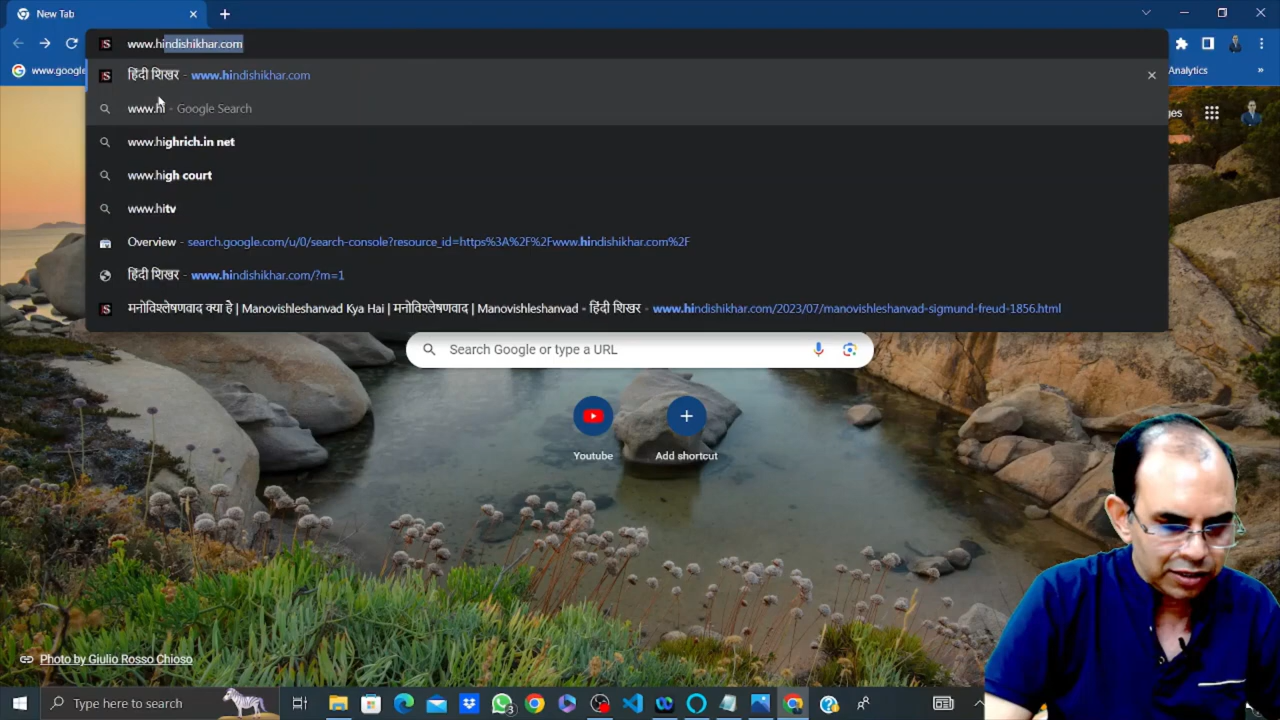 New Tab
www.hindishikhar.com
www.google
Analytics
हिंदी शिखर - www.hindishikhar.com
www.hi - Google Search
www.highrich.in net
www.high court
www.hitv
Overview - search.google.com/u/0/search-console?resource_id=https%3A%2F%2Fwww.hindishikhar.com%2F
हिंदी शिखर - www.hindishikhar.com/?m=1
मनोविश्लेषणवाद क्या है | Manovishleshanvad Kya Hai | मनोविश्लेषणवाद | Manovishleshanvad - हिंदी शिखर - www.hindishikhar.com/2023/07/manovishleshanvad-sigmund-freud-1856.html
Search Google or type a URL
Youtube
Add shortcut
Photo by Giulio Rosso Chioso
Type here to search
3